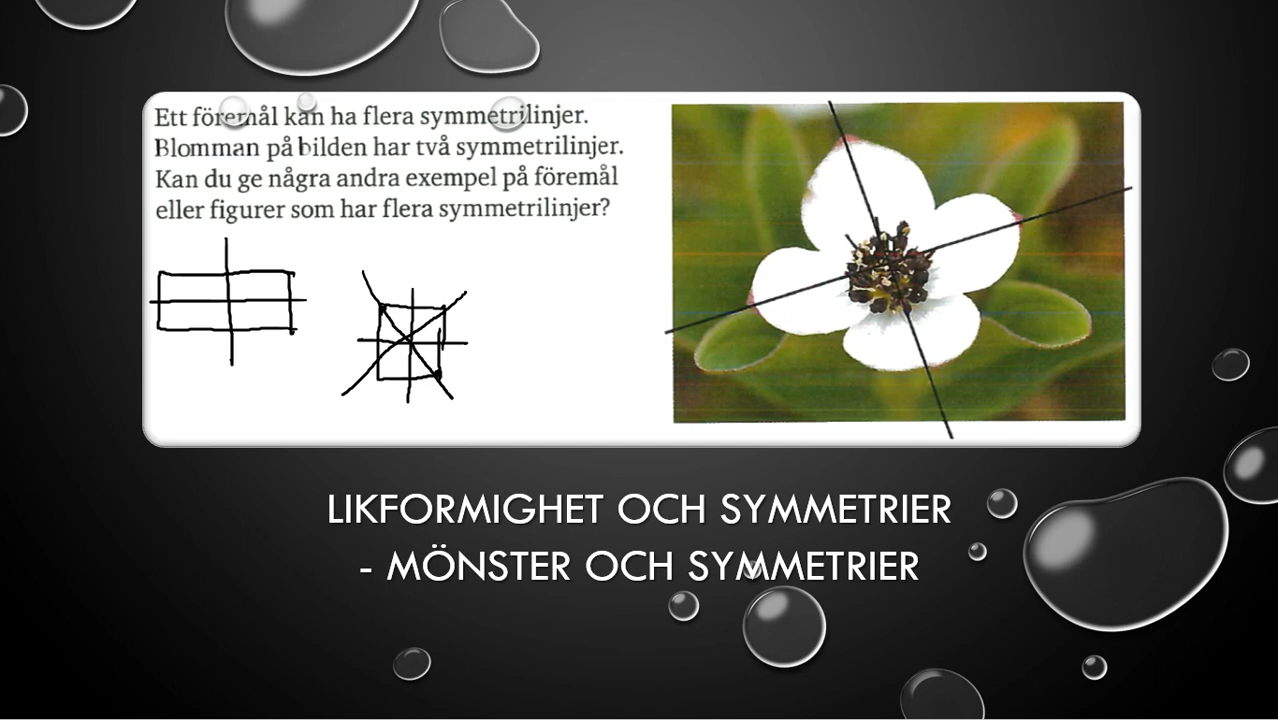 Ett föremål kan ha flera symmetrilinjer.
Blomman på bilden har två symmetrilinjer.
Kan du ge några andra exempel på föremål
eller figurer som har flera symmetrilinjer?
LIKFORMIGHET OCH SYMMETRIER
- MÖNSTER OCH SYMMETRIER